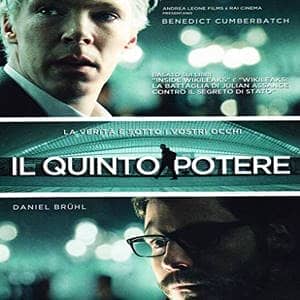 ANDREA LEONE FILMS E RAI CINEMA
PRESENTANO
BENEDICT CUMBERBATCH
BASATO SUI LIBRI
"INSIDE WIKILEAKS" E "WIKILEAKS:
LA BATTAGLIA DI JULIAN ASSANGE
CONTRO IL SEGRETO DI STATO"
LA VERITÀ È SOTTO I VOSTRI OCCHI
IL QUINTO POTERE
DANIEL BRÜHL